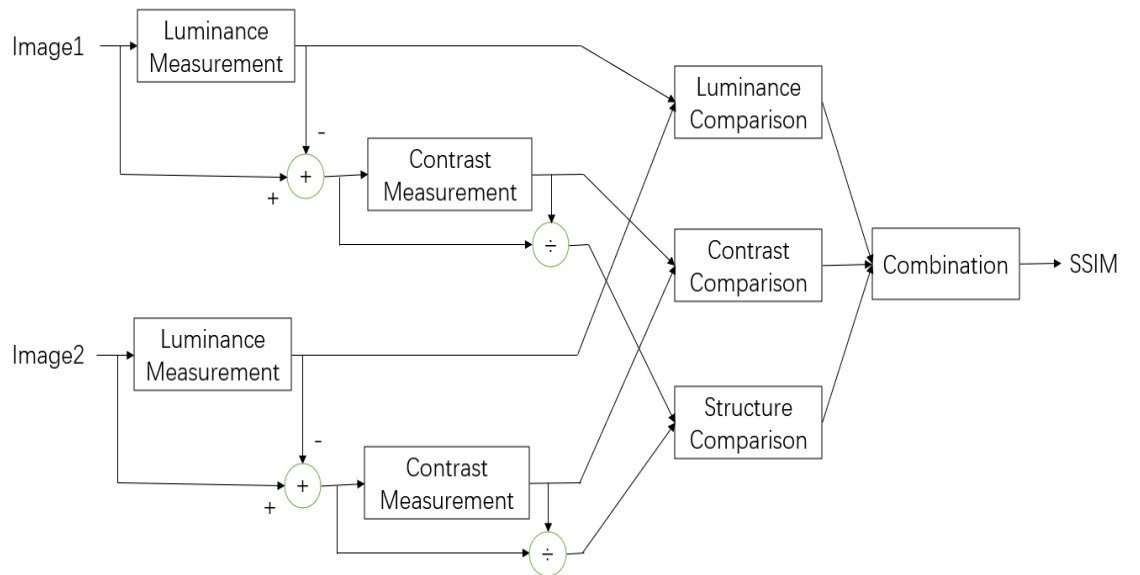 Image1
Luminance
Measurement
-
+
+
Contrast
Measurement
÷
Image2
Luminance
Measurement
-
+
+
Contrast
Measurement
÷
Luminance
Comparison
Contrast
Comparison
Structure
Comparison
Combination
SSIM